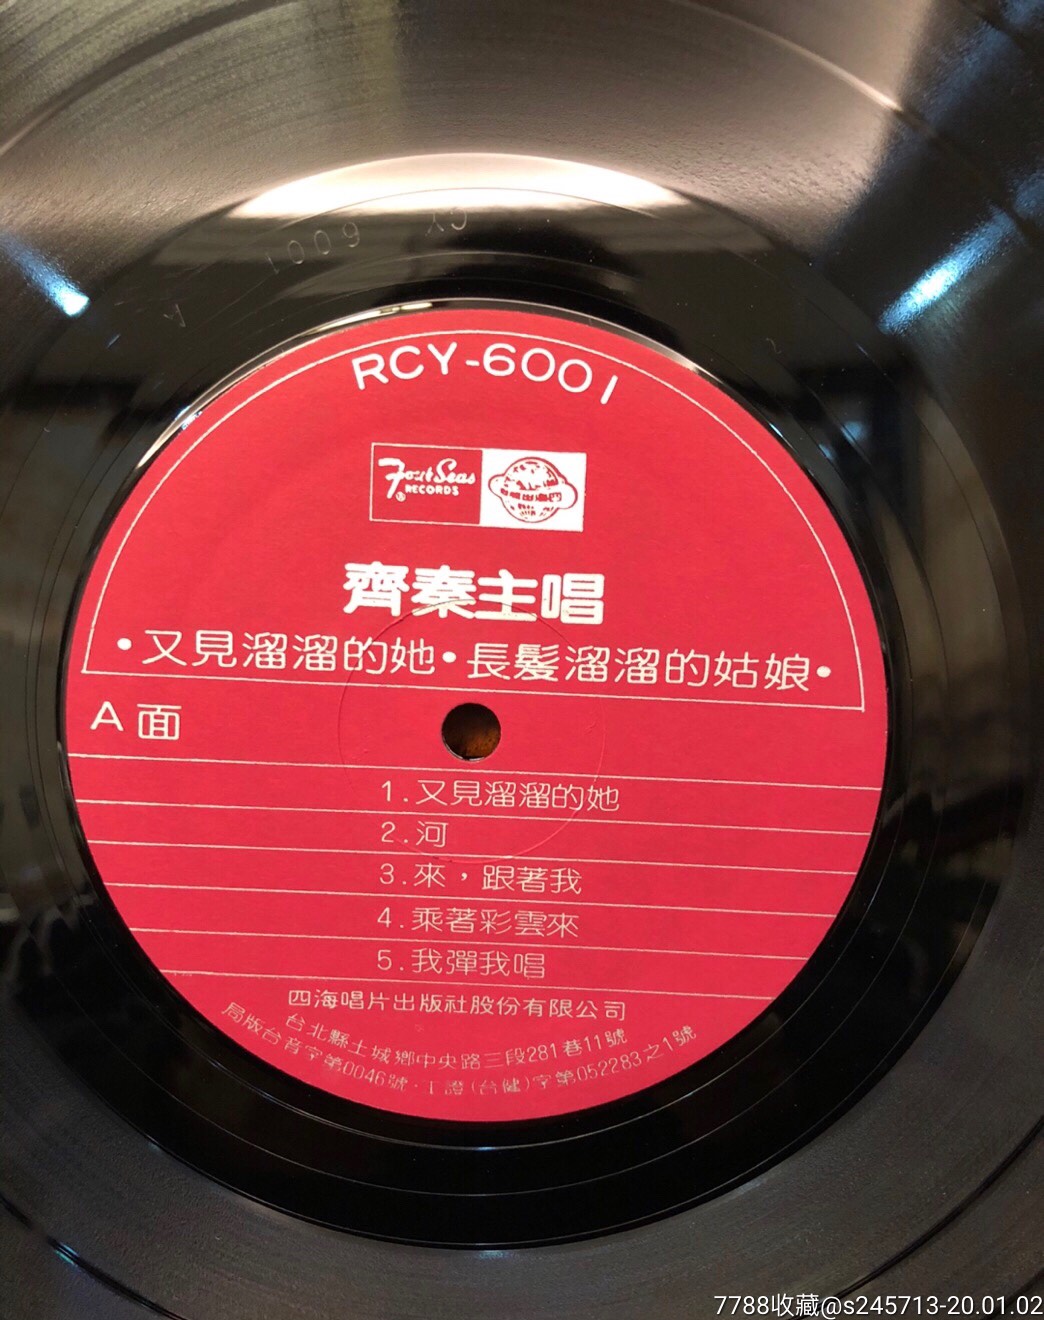 CY 6001
A
RCY-6001
Four Seas
RECORDS
®
齊秦主唱
•又見溜溜的她•長髮溜溜的姑娘•
A面
1.又見溜溜的她
2.河
3.來，跟著我
4.乘著彩雲來
5.我彈我唱
四海唱片出版社股份有限公司
台北縣土城鄉中央路三段281巷11號
局版台音字第0046號·工證(台健)字第052283之1號
7788收藏@s245713-20.01.02